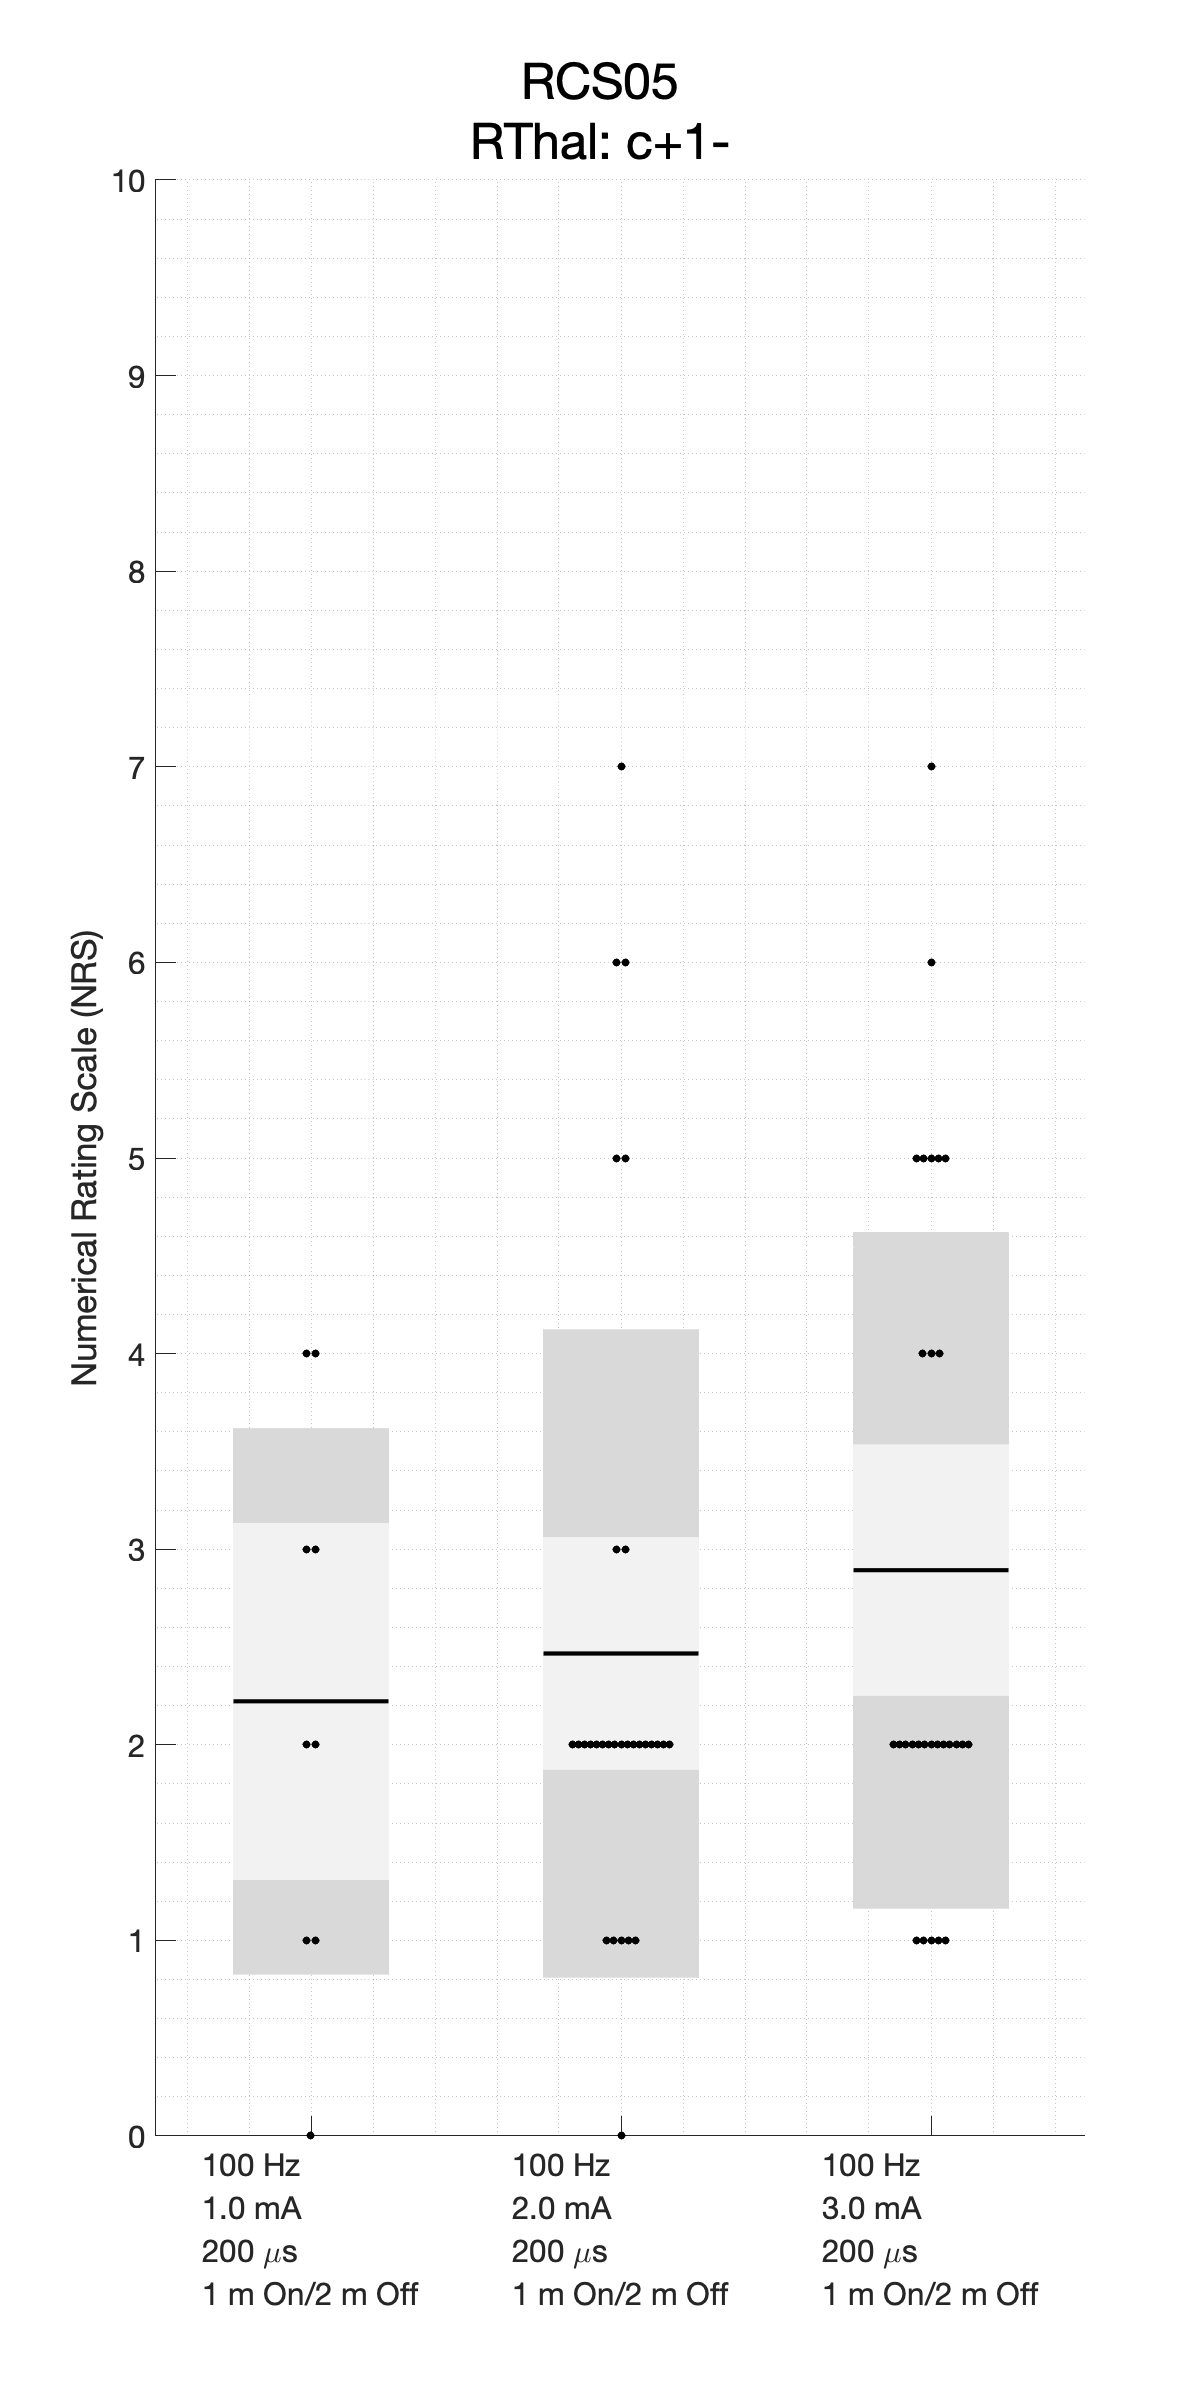 RCS05
RThal: c+1-
10
9
8
7
6
5
4
3
2
1
0
Numerical Rating Scale (NRS)
100 Hz
1.0 mA
200 μs
1 m On/2 m Off
100 Hz
2.0 mA
200 μs
1 m On/2 m Off
100 Hz
3.0 mA
200 μs
1 m On/2 m Off